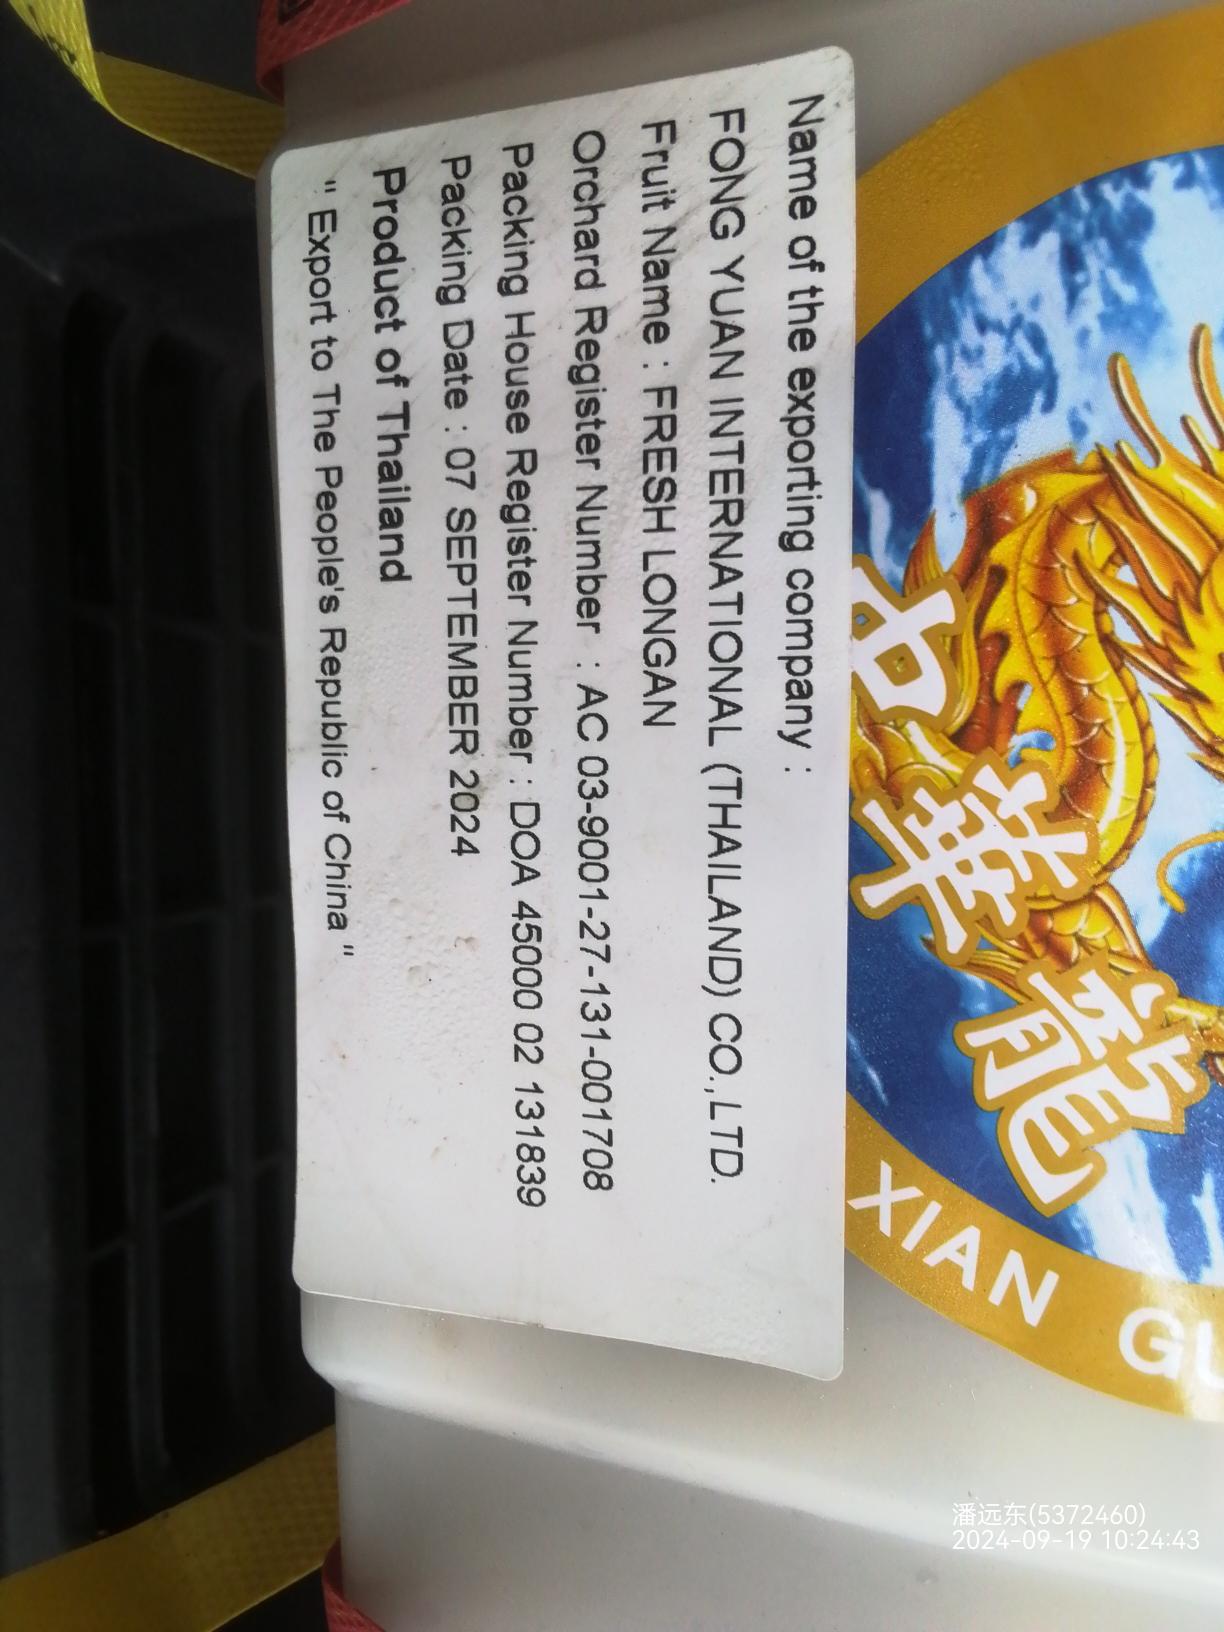 Name of the exporting company :
FONG YUAN INTERNATIONAL (THAILAND) CO., LTD.
Fruit Name : FRESH LONGAN
Orchard Register Number : AC 03-9001-27-131-001708
Packing House Register Number : DOA 45000 02 131839
Packing Date : 07 SEPTEMBER 2024
Product of Thailand
" Export to The People's Republic of China "
中華龍
XIAN GU
潘远东(5372460)
2024-09-19 10:24:43